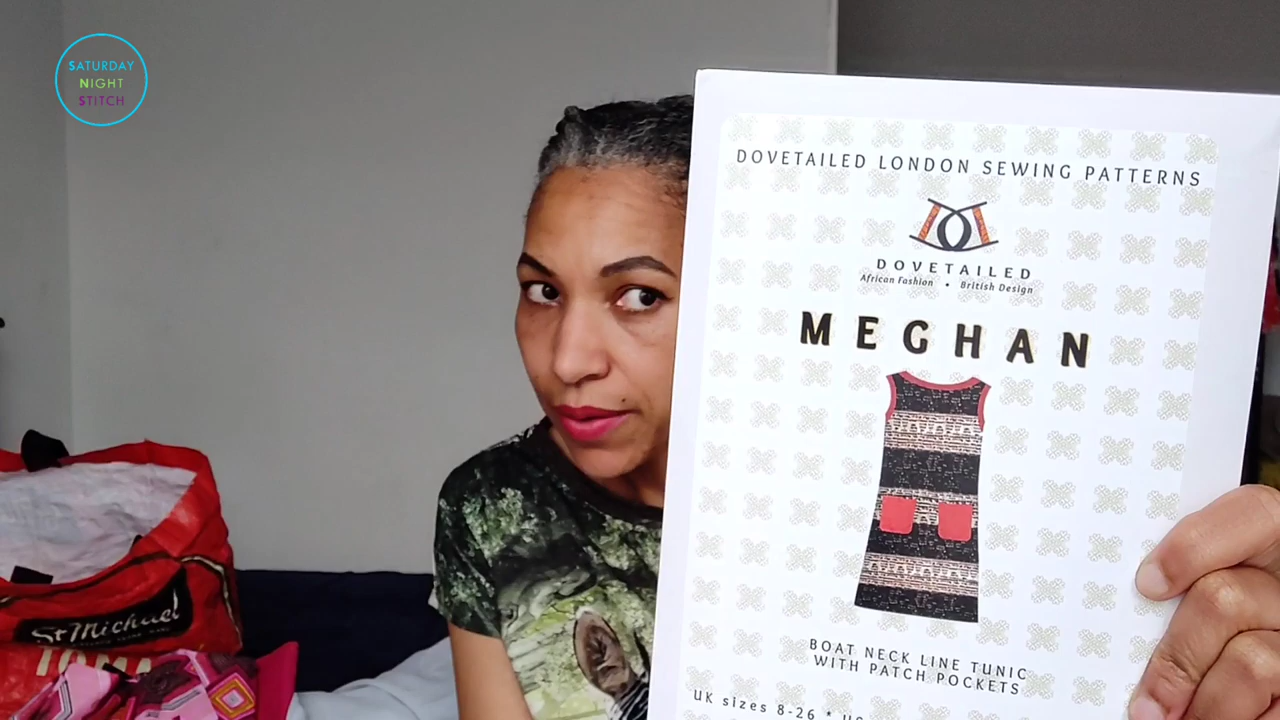 SATURDAY
NIGHT
STITCH
DOVETAILED LONDON SEWING PATTERNS
DOVETAILED
African Fashion • British Design
MEGHAN
BOAT NECK LINE TUNIC
WITH PATCH POCKETS
UK sizes 8-26 *
St Michael